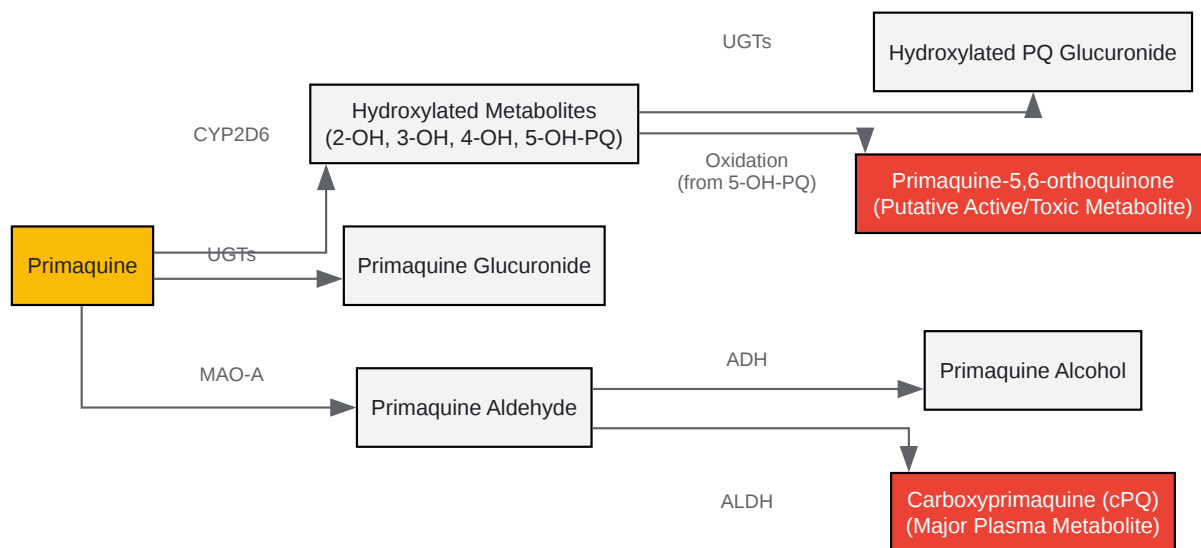 UGTs
Hydroxylated PQ Glucuronide
Hydroxylated Metabolites
(2-OH, 3-OH, 4-OH, 5-OH-PQ)
CYP2D6
Oxidation
(from 5-OH-PQ)
Primaquine-5,6-orthoquinone
(Putative Active/Toxic Metabolite)
Primaquine
UGTs
Primaquine Glucuronide
MAO-A
Primaquine Aldehyde
ADH
Primaquine Alcohol
ALDH
Carboxyprimaquine (cPQ)
(Major Plasma Metabolite)